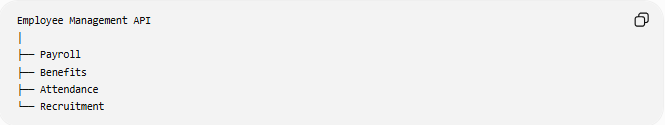 Employee Management API
│
├── Payroll
├── Benefits
├── Attendance
└── Recruitment